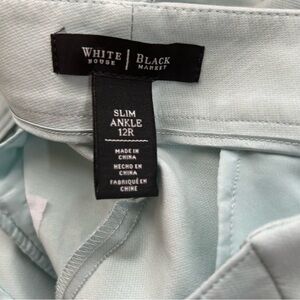 WHITE HOUSE | BLACK MARKET
SLIM
ANKLE
12R
MADE IN
CHINA
HECHO EN
CHINA
FABRIQUÉ EN
CHINE